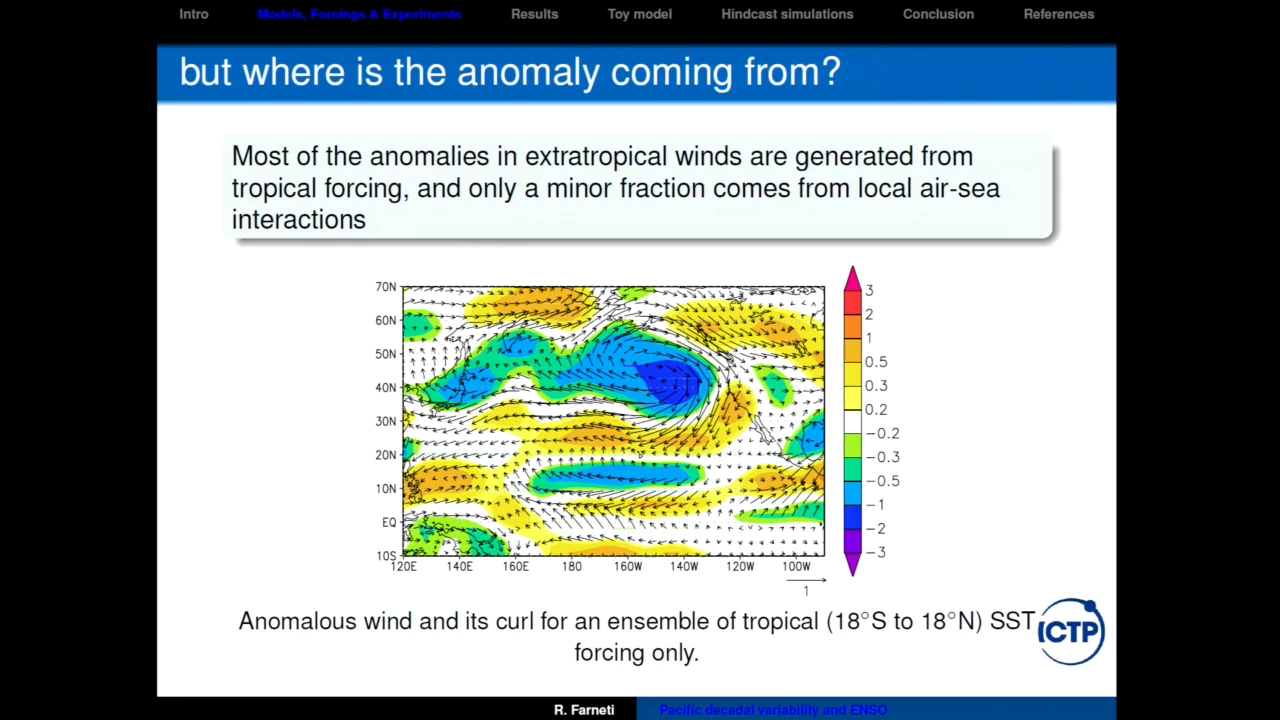 Intro Models, Forcings & Experiments Results Toy model Hindcast simulations Conclusion References
but where is the anomaly coming from?
Most of the anomalies in extratropical winds are generated from
tropical forcing, and only a minor fraction comes from local air-sea
interactions
70N
60N
50N
40N
30N
20N
10N
EQ
10S
120E 140E 160E 180 160W 140W 120W 100W
1
3
2
1
0.5
0.3
0.2
−0.2
−0.3
−0.5
−1
−2
−3
Anomalous wind and its curl for an ensemble of tropical (18°S to 18°N) SST
forcing only.
ICTP
R. Farneti Pacific decadal variability and ENSO